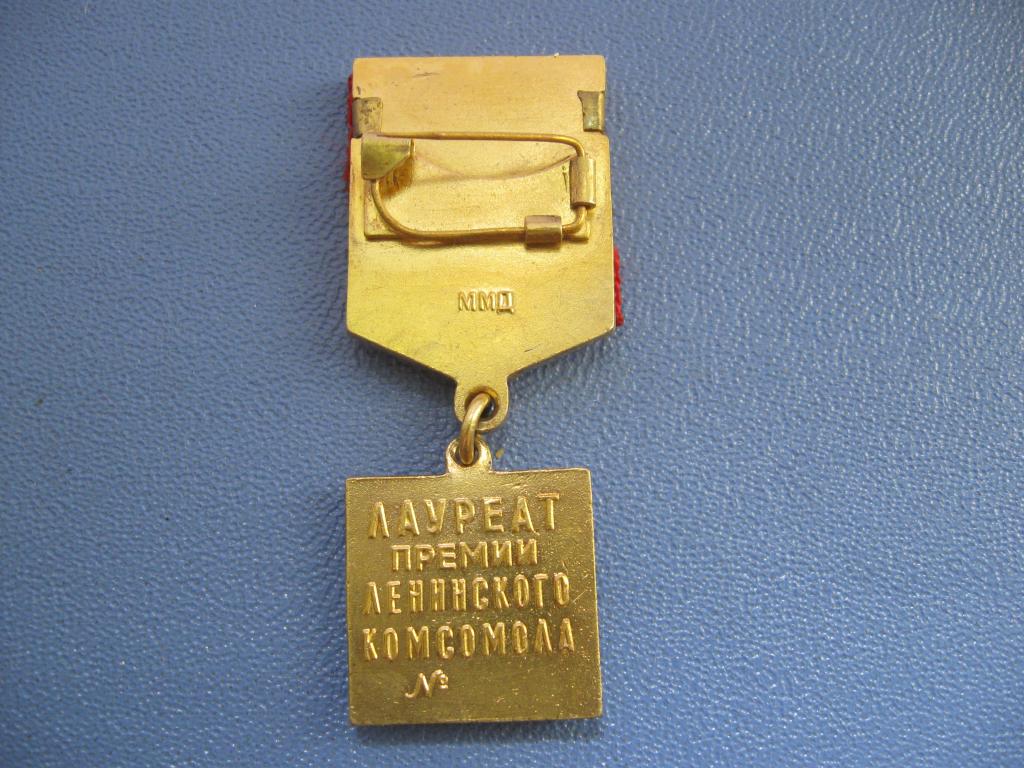 ММД
ЛАУРЕАТ
ПРЕМИИ
ЛЕНИНСКОГО
КОМСОМОЛА
№